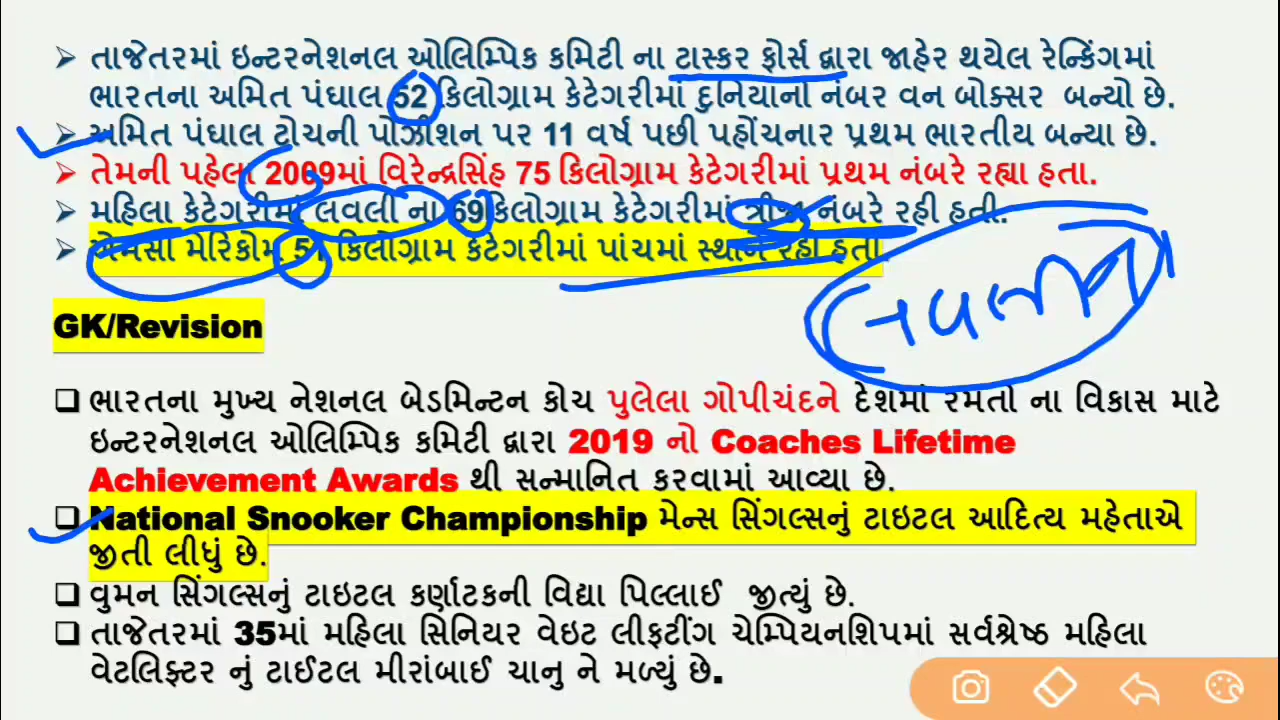 તાજેતરમાં ઇન્ટરનેશનલ ઓલિમ્પિક કમિટી ના ટાસ્કર ફોર્સ દ્વારા જાહેર થયેલ રેન્કિંગમાં
ભારતના અમિત પંઘાલ 52 કિલોગ્રામ કેટેગરીમાં દુનિયાનો નંબર વન બોક્સર બન્યો છે.
અમિત પંઘાલ ટોચની પોઝીશન પર 11 વર્ષ પછી પહોંચનાર પ્રથમ ભારતીય બન્યા છે.
તેમની પહેલા 2009માં વિરેન્દ્રસિંહ 75 કિલોગ્રામ કેટેગરીમાં પ્રથમ નંબરે રહ્યા હતા.
મહિલા કેટેગરીમાં લવલી ના 69 કિલોગ્રામ કેટેગરીમાં ત્રીજા નંબરે રહી હતી.
એમસી મેરિકોમ 51 કિલોગ્રામ કેટેગરીમાં પાંચમાં સ્થાને રહ્યા હતા.
GK/Revision
ભારતના મુખ્ય નેશનલ બેડમિન્ટન કોચ પુલેલા ગોપીચંદને દેશમાં રમતો ના વિકાસ માટે
ઇન્ટરનેશનલ ઓલિમ્પિક કમિટી દ્વારા 2019 નો Coaches Lifetime
Achievement Awards થી સન્માનિત કરવામાં આવ્યા છે.
National Snooker Championship મેન્સ સિંગલ્સનું ટાઇટલ આદિત્ય મહેતાએ
જીતી લીધું છે.
વુમન સિંગલ્સનું ટાઇટલ કર્ણાટકની વિદ્યા પિલ્લાઈ જીત્યું છે.
તાજેતરમાં 35માં મહિલા સિનિયર વેઇટ લીફટીંગ ચેમ્પિયનશિપમાં સર્વશ્રેષ્ઠ મહિલા
વેટલિફ્ટર નું ટાઈટલ મીરાંબાઈ ચાનુ ને મળ્યું છે.